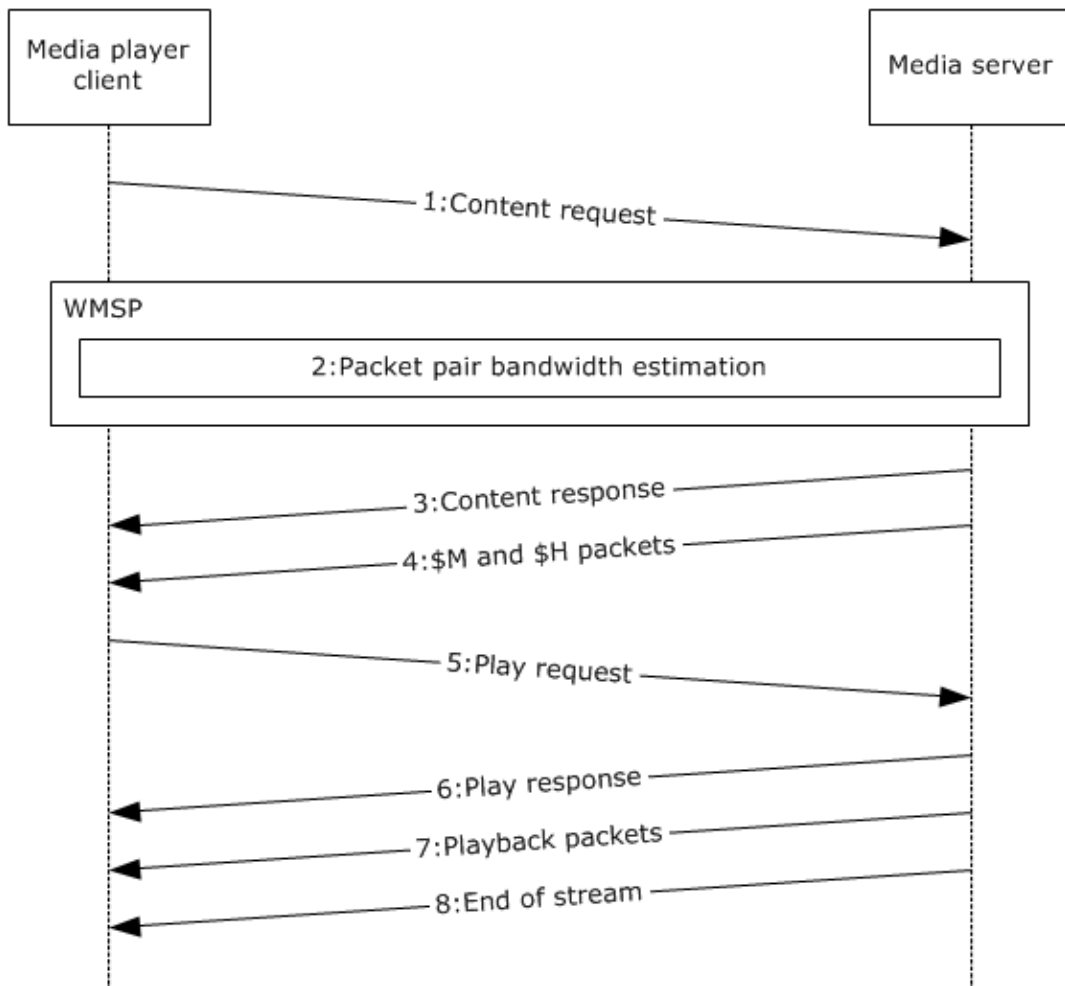 Media player
client
Media server
1:Content request
WMSP
2:Packet pair bandwidth estimation
3:Content response
4:$M and $H packets
5:Play request
6:Play response
7:Playback packets
8:End of stream